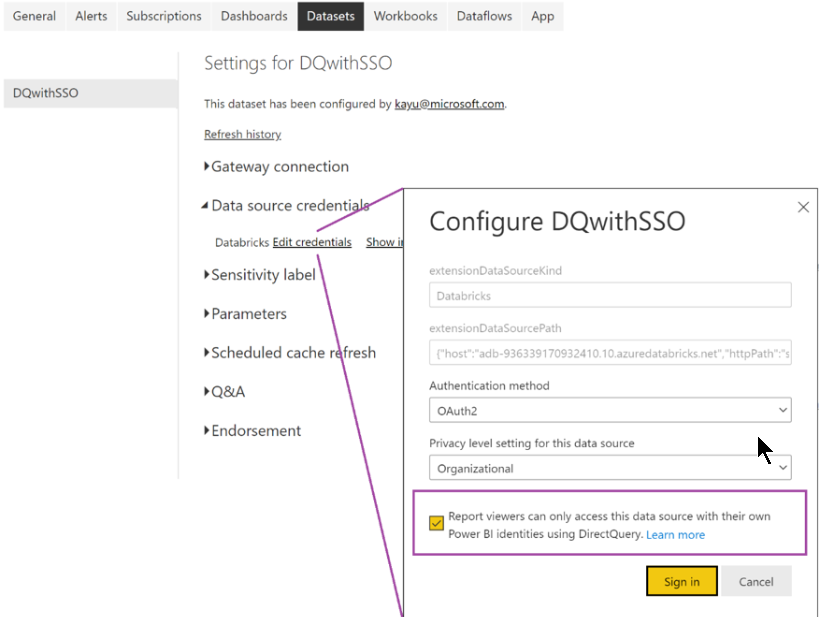 General Alerts Subscriptions Dashboards Datasets Workbooks Dataflows App
DQwithSSO
Settings for DQwithSSO
This dataset has been configured by kayu@microsoft.com.
Refresh history
Gateway connection
Data source credentials
Databricks Edit credentials Show in
Sensitivity label
Parameters
Scheduled cache refresh
Q&A
Endorsement
Configure DQwithSSO
extensionDataSourceKind
Databricks
extensionDataSourcePath
{"host":"adb-936339170932410.10.azuredatabricks.net","httpPath":"s
Authentication method
OAuth2
Privacy level setting for this data source
Organizational
Report viewers can only access this data source with their own
Power BI identities using DirectQuery. Learn more
Sign in Cancel